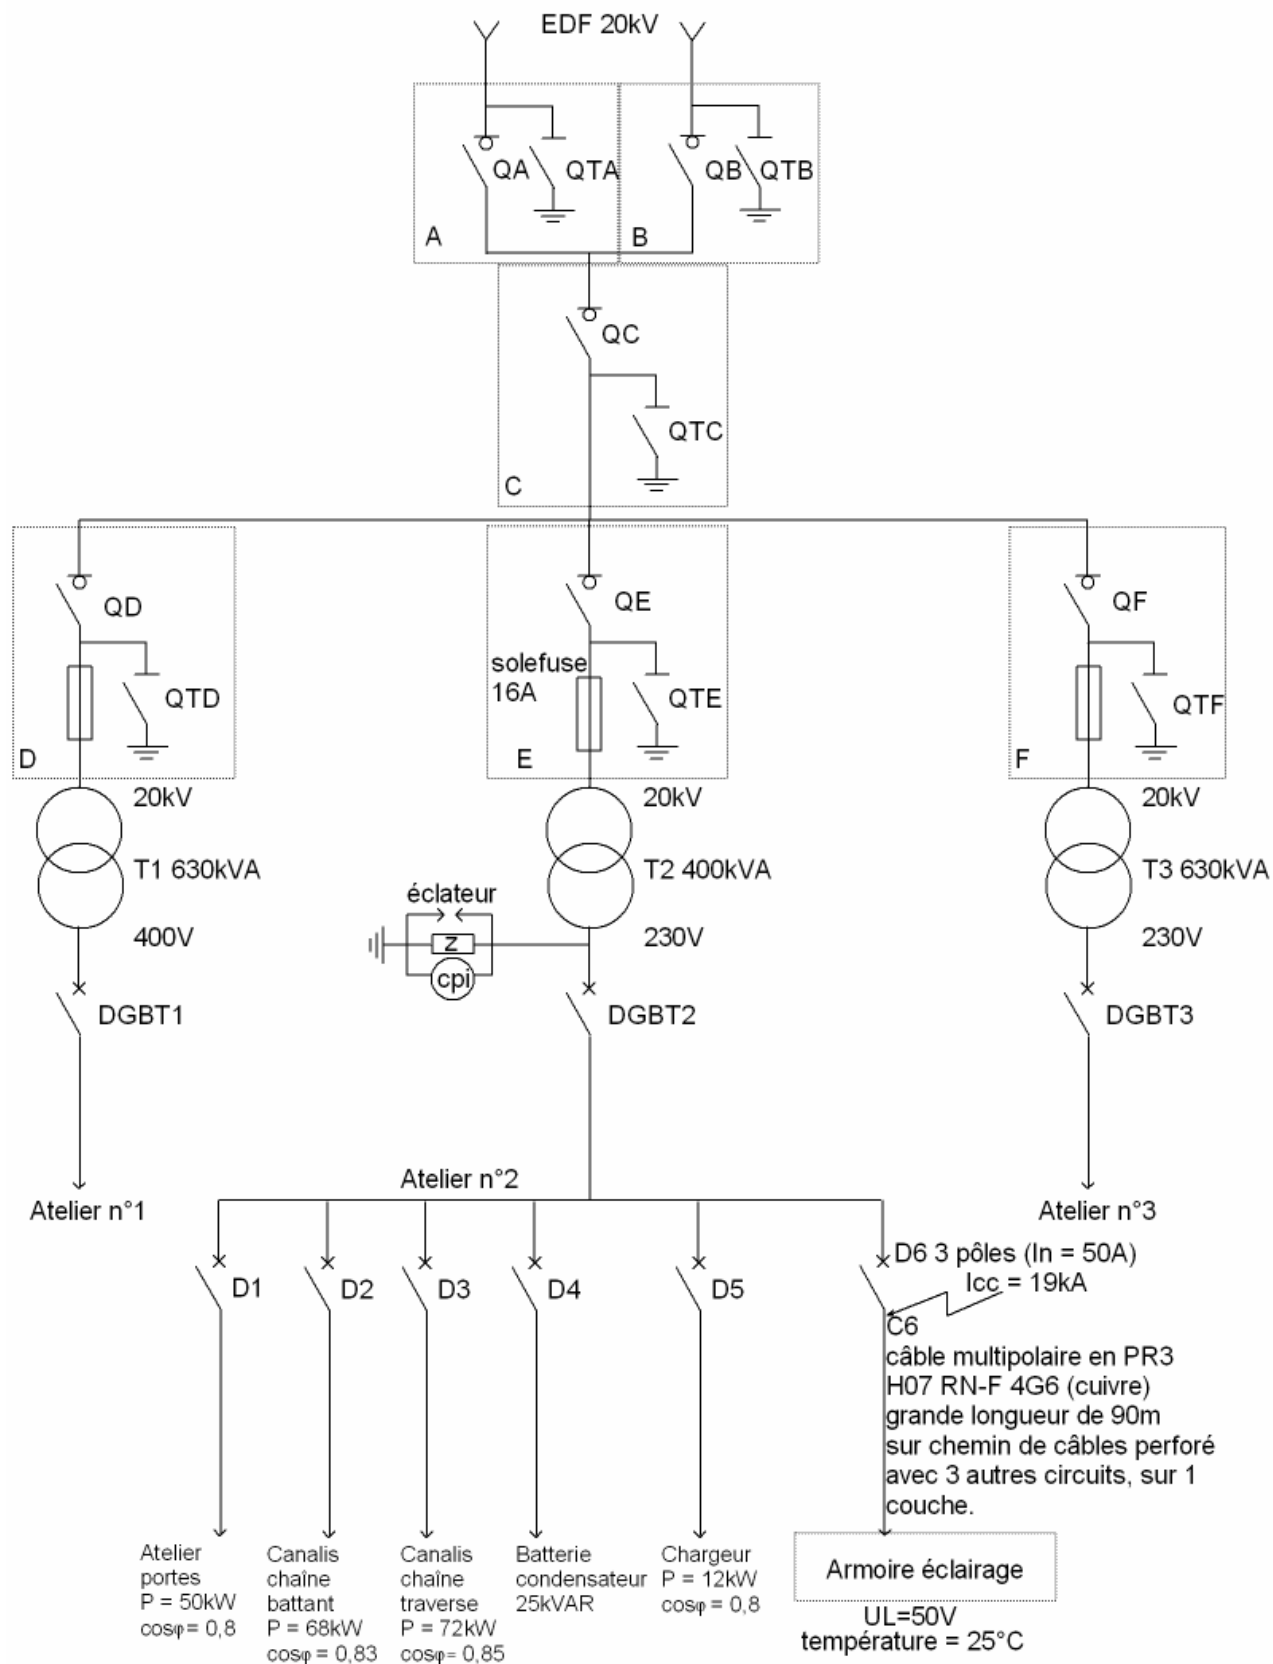 EDF 20kV
QA
QTA
QB
QTB
A
B
QC
QTC
C
QD
QTD
D
QE
solefuse
16A
QTE
E
QF
QTF
F
20kV
T1 630kVA
400V
20kV
T2 400kVA
230V
20kV
T3 630kVA
230V
éclateur
Z
cpi
DGBT1
DGBT2
DGBT3
Atelier n°1
Atelier n°2
Atelier n°3
D1
D2
D3
D4
D5
D6 3 pôles (In = 50A)
Icc = 19kA
C6
câble multipolaire en PR3
H07 RN-F 4G6 (cuivre)
grande longueur de 90m
sur chemin de câbles perforé
avec 3 autres circuits, sur 1
couche.
Atelier
portes
P = 50kW
cosφ = 0,8
Canalis
chaîne
battant
P = 68kW
cosφ = 0,83
Canalis
chaîne
traverse
P = 72kW
cosφ= 0,85
Batterie
condensateur
25kVAR
Chargeur
P = 12kW
cosφ = 0,8
Armoire éclairage
UL=50V
température = 25°C